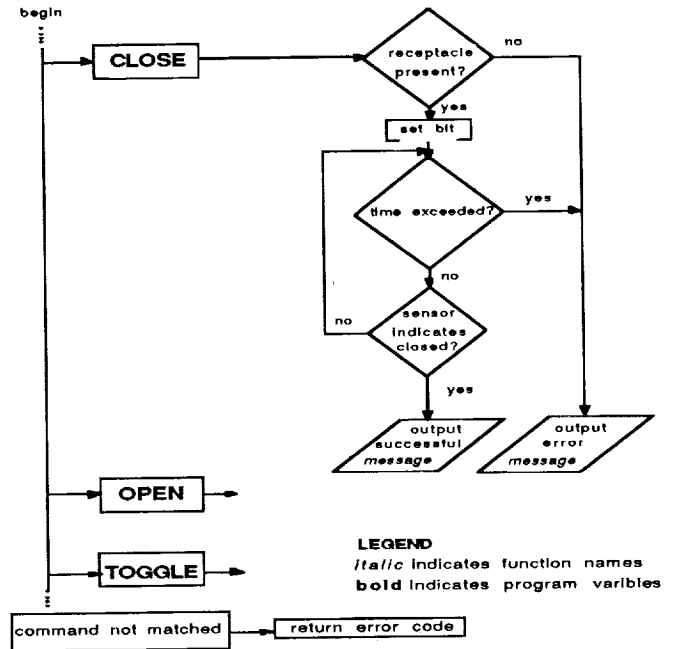 begin
CLOSE
receptacle
present?
no
yes
set bit
time exceeded?
yes
no
sensor
indicates
closed?
no
yes
output
successful
message
output
error
message
OPEN
TOGGLE
LEGEND
italic indicates function names
bold indicates program varibles
command not matched
return error code